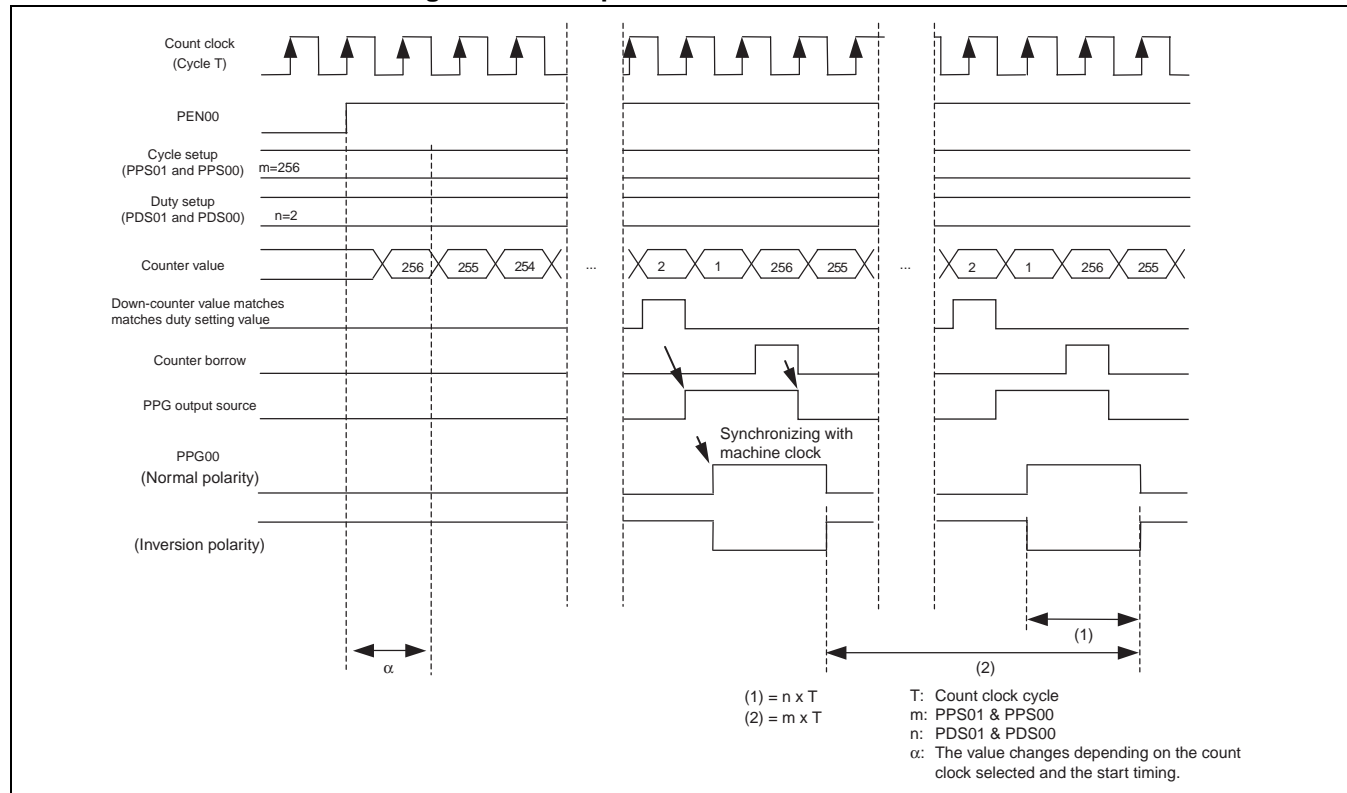 Count clock
(Cycle T)
PEN00
Cycle setup
(PPS01 and PPS00) m=256
Duty setup
(PDS01 and PDS00) n=2
Counter value 256 255 254 ... 2 1 256 255 ... 2 1 256 255
Down-counter value matches
matches duty setting value
Counter borrow
PPG output source
Synchronizing with
machine clock
PPG00
(Normal polarity)
(Inversion polarity)
(1)
α
(2)
(1) = n x T
(2) = m x T
T: Count clock cycle
m: PPS01 & PPS00
n: PDS01 & PDS00
α: The value changes depending on the count
clock selected and the start timing.